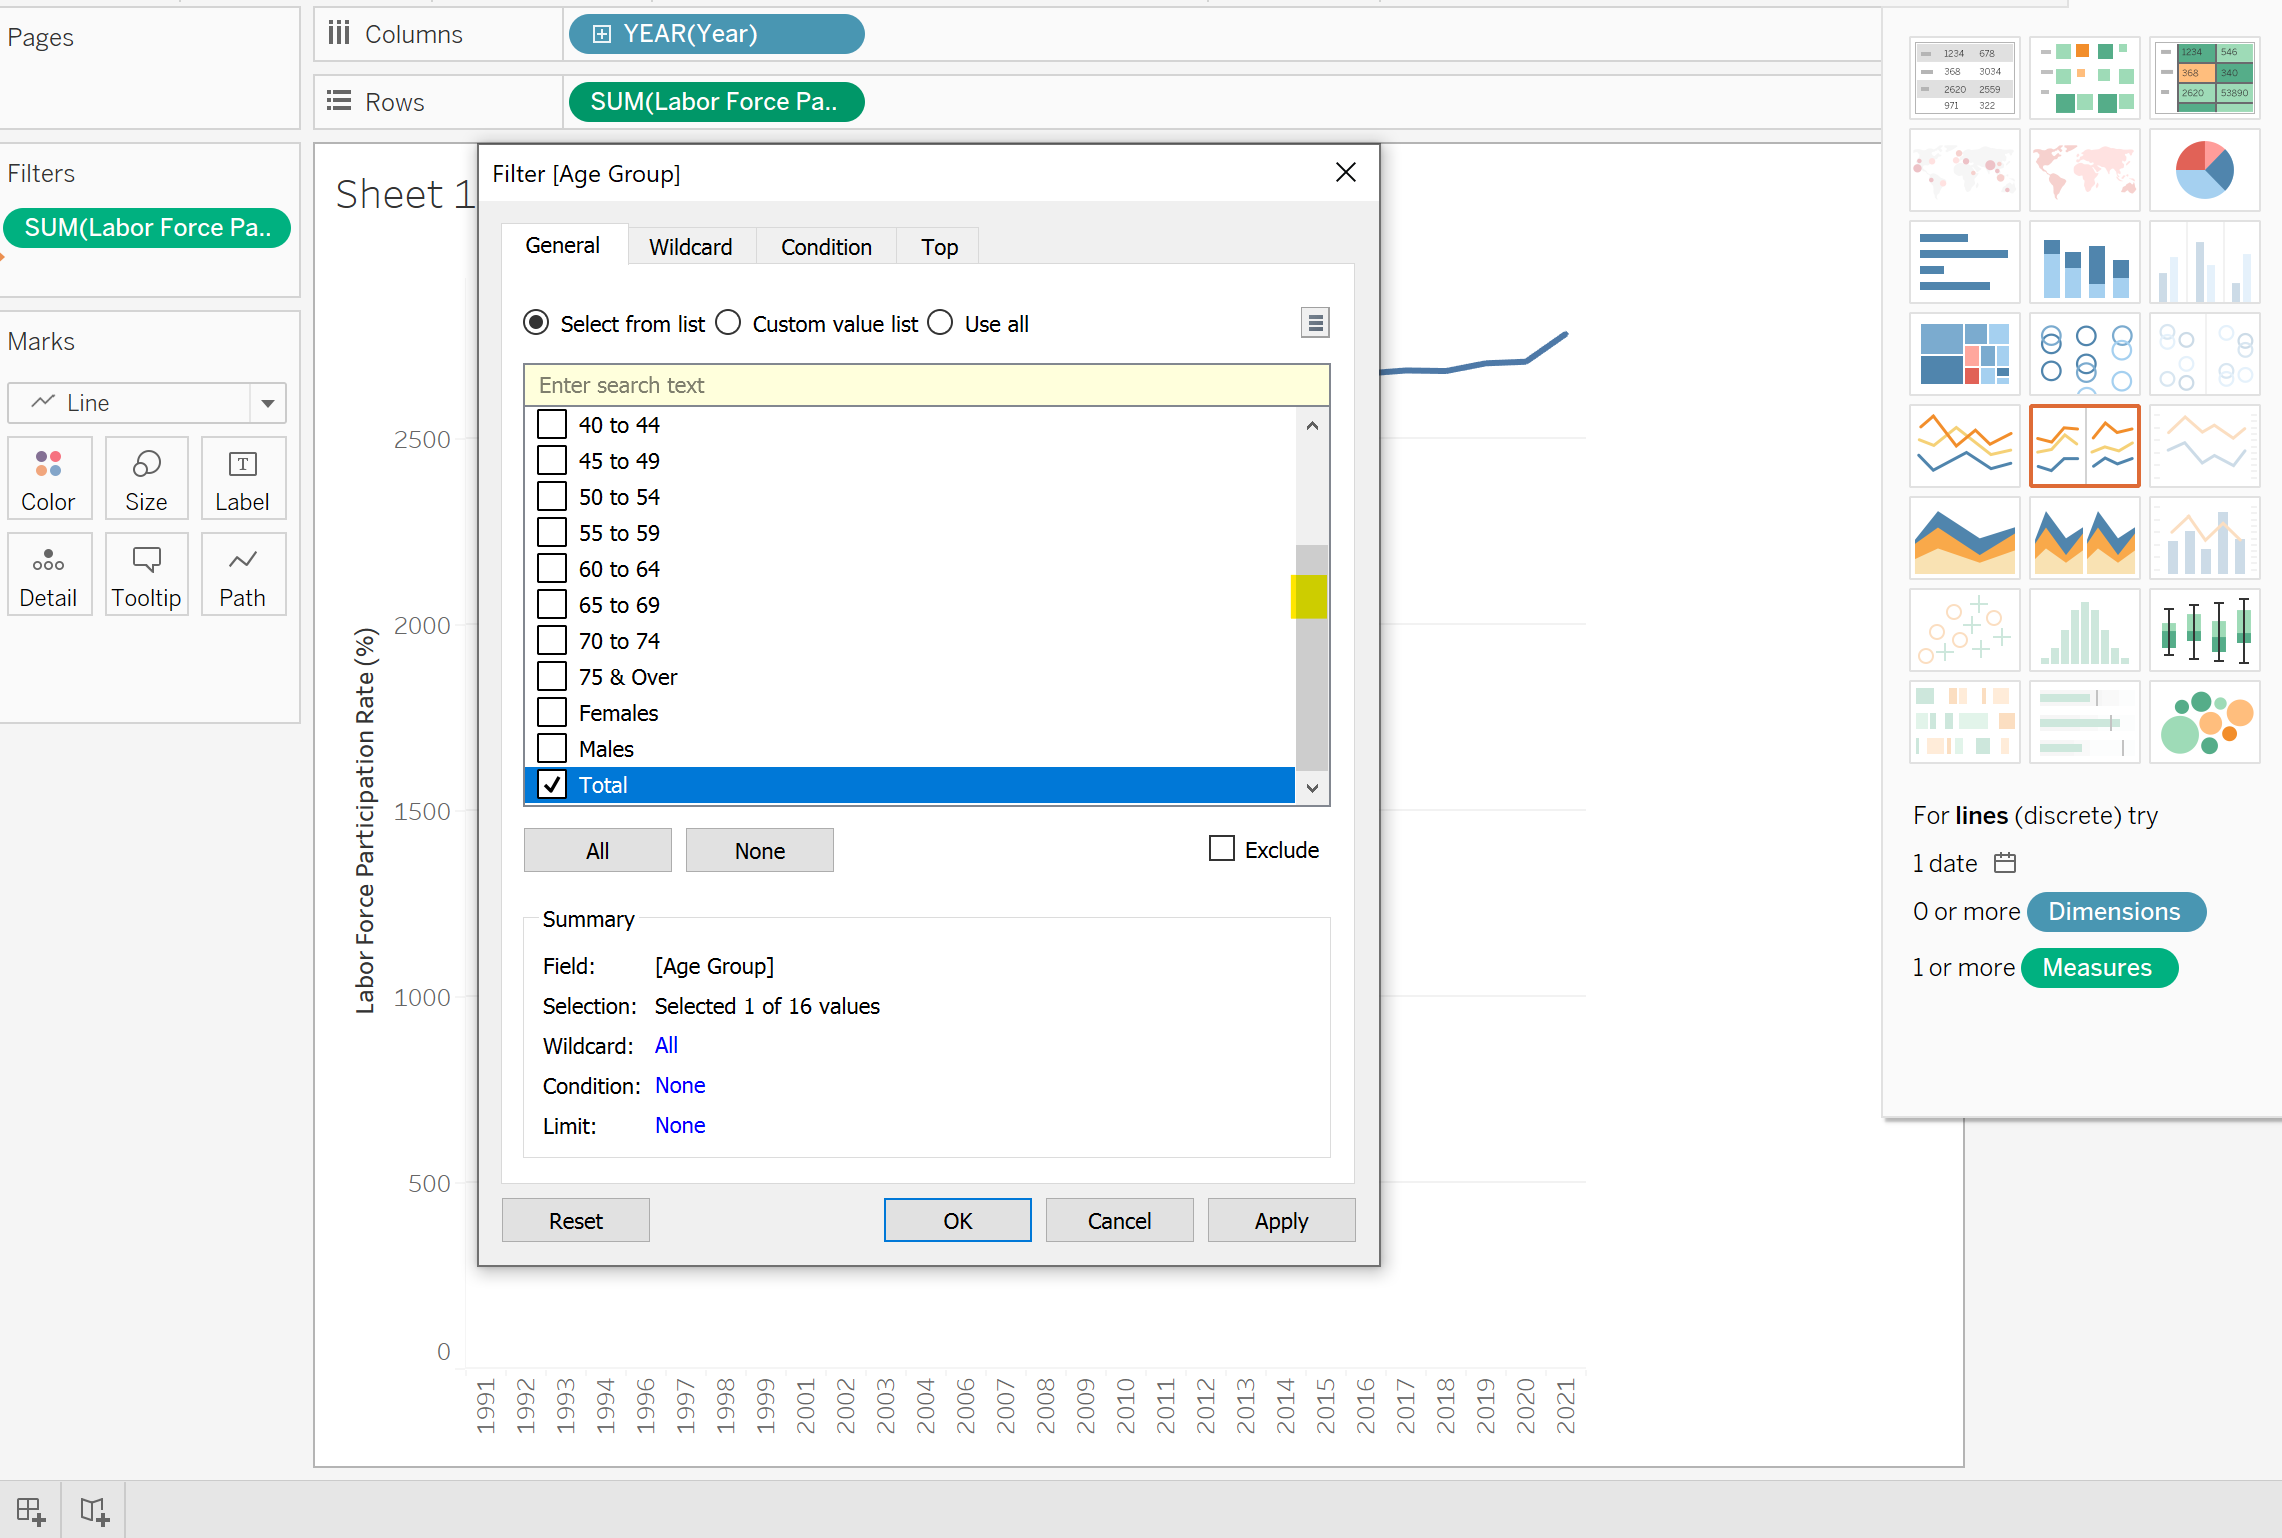 Pages
Columns
YEAR(Year)
Rows
SUM(Labor Force Pa..
Filters
SUM(Labor Force Pa..
Marks
Line
Color
Size
Label
Detail
Tooltip
Path
Sheet 1
Labor Force Participation Rate (%)
2500
2000
1500
1000
500
0
1991
1992
1993
1994
1996
1997
1998
1999
2001
2002
2003
2004
2006
2007
2008
2009
2010
2011
2012
2013
2014
2015
2016
2017
2018
2019
2020
2021
Filter [Age Group]
General
Wildcard
Condition
Top
Select from list
Custom value list
Use all
Enter search text
40 to 44
45 to 49
50 to 54
55 to 59
60 to 64
65 to 69
70 to 74
75 & Over
Females
Males
Total
All
None
Exclude
Summary
Field: [Age Group]
Selection: Selected 1 of 16 values
Wildcard: All
Condition: None
Limit: None
Reset
OK
Cancel
Apply
1234 678
368 3034
2620 2559
971 322
1234 546
368 340
2620 53890
For lines (discrete) try
1 date
0 or more Dimensions
1 or more Measures